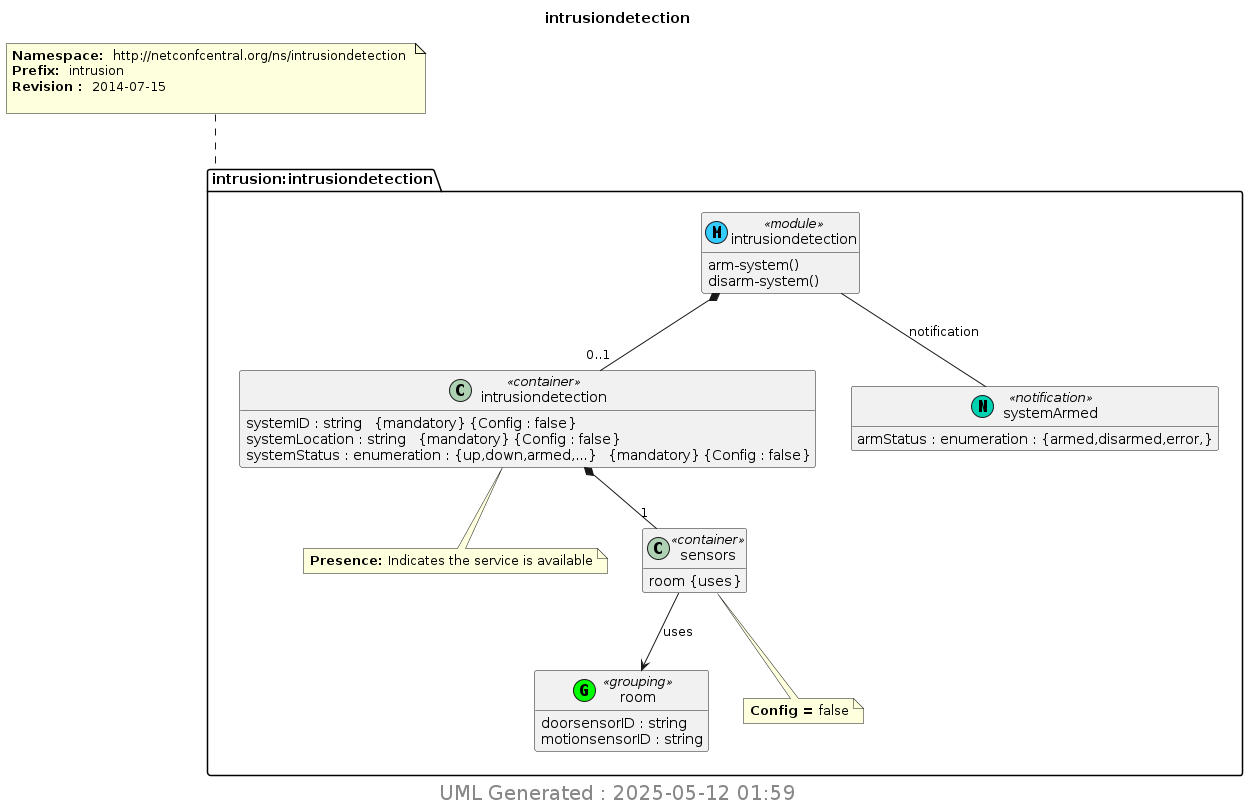 intrusiondetection
Namespace: http://netconfcentral.org/ns/intrusiondetection
Prefix: intrusion
Revision : 2014-07-15
intrusion:intrusiondetection
M
«module»
intrusiondetection
arm-system()
disarm-system()
notification
0..1
C
«container»
intrusiondetection
systemID : string {mandatory} {Config : false}
systemLocation : string {mandatory} {Config : false}
systemStatus : enumeration : {up,down,armed,...} {mandatory} {Config : false}
N
«notification»
systemArmed
armStatus : enumeration : {armed,disarmed,error,}
1
Presence: Indicates the service is available
C
«container»
sensors
room {uses}
uses
G
«grouping»
room
doorsensorID : string
motionsensorID : string
Config = false
UML Generated : 2025-05-12 01:59